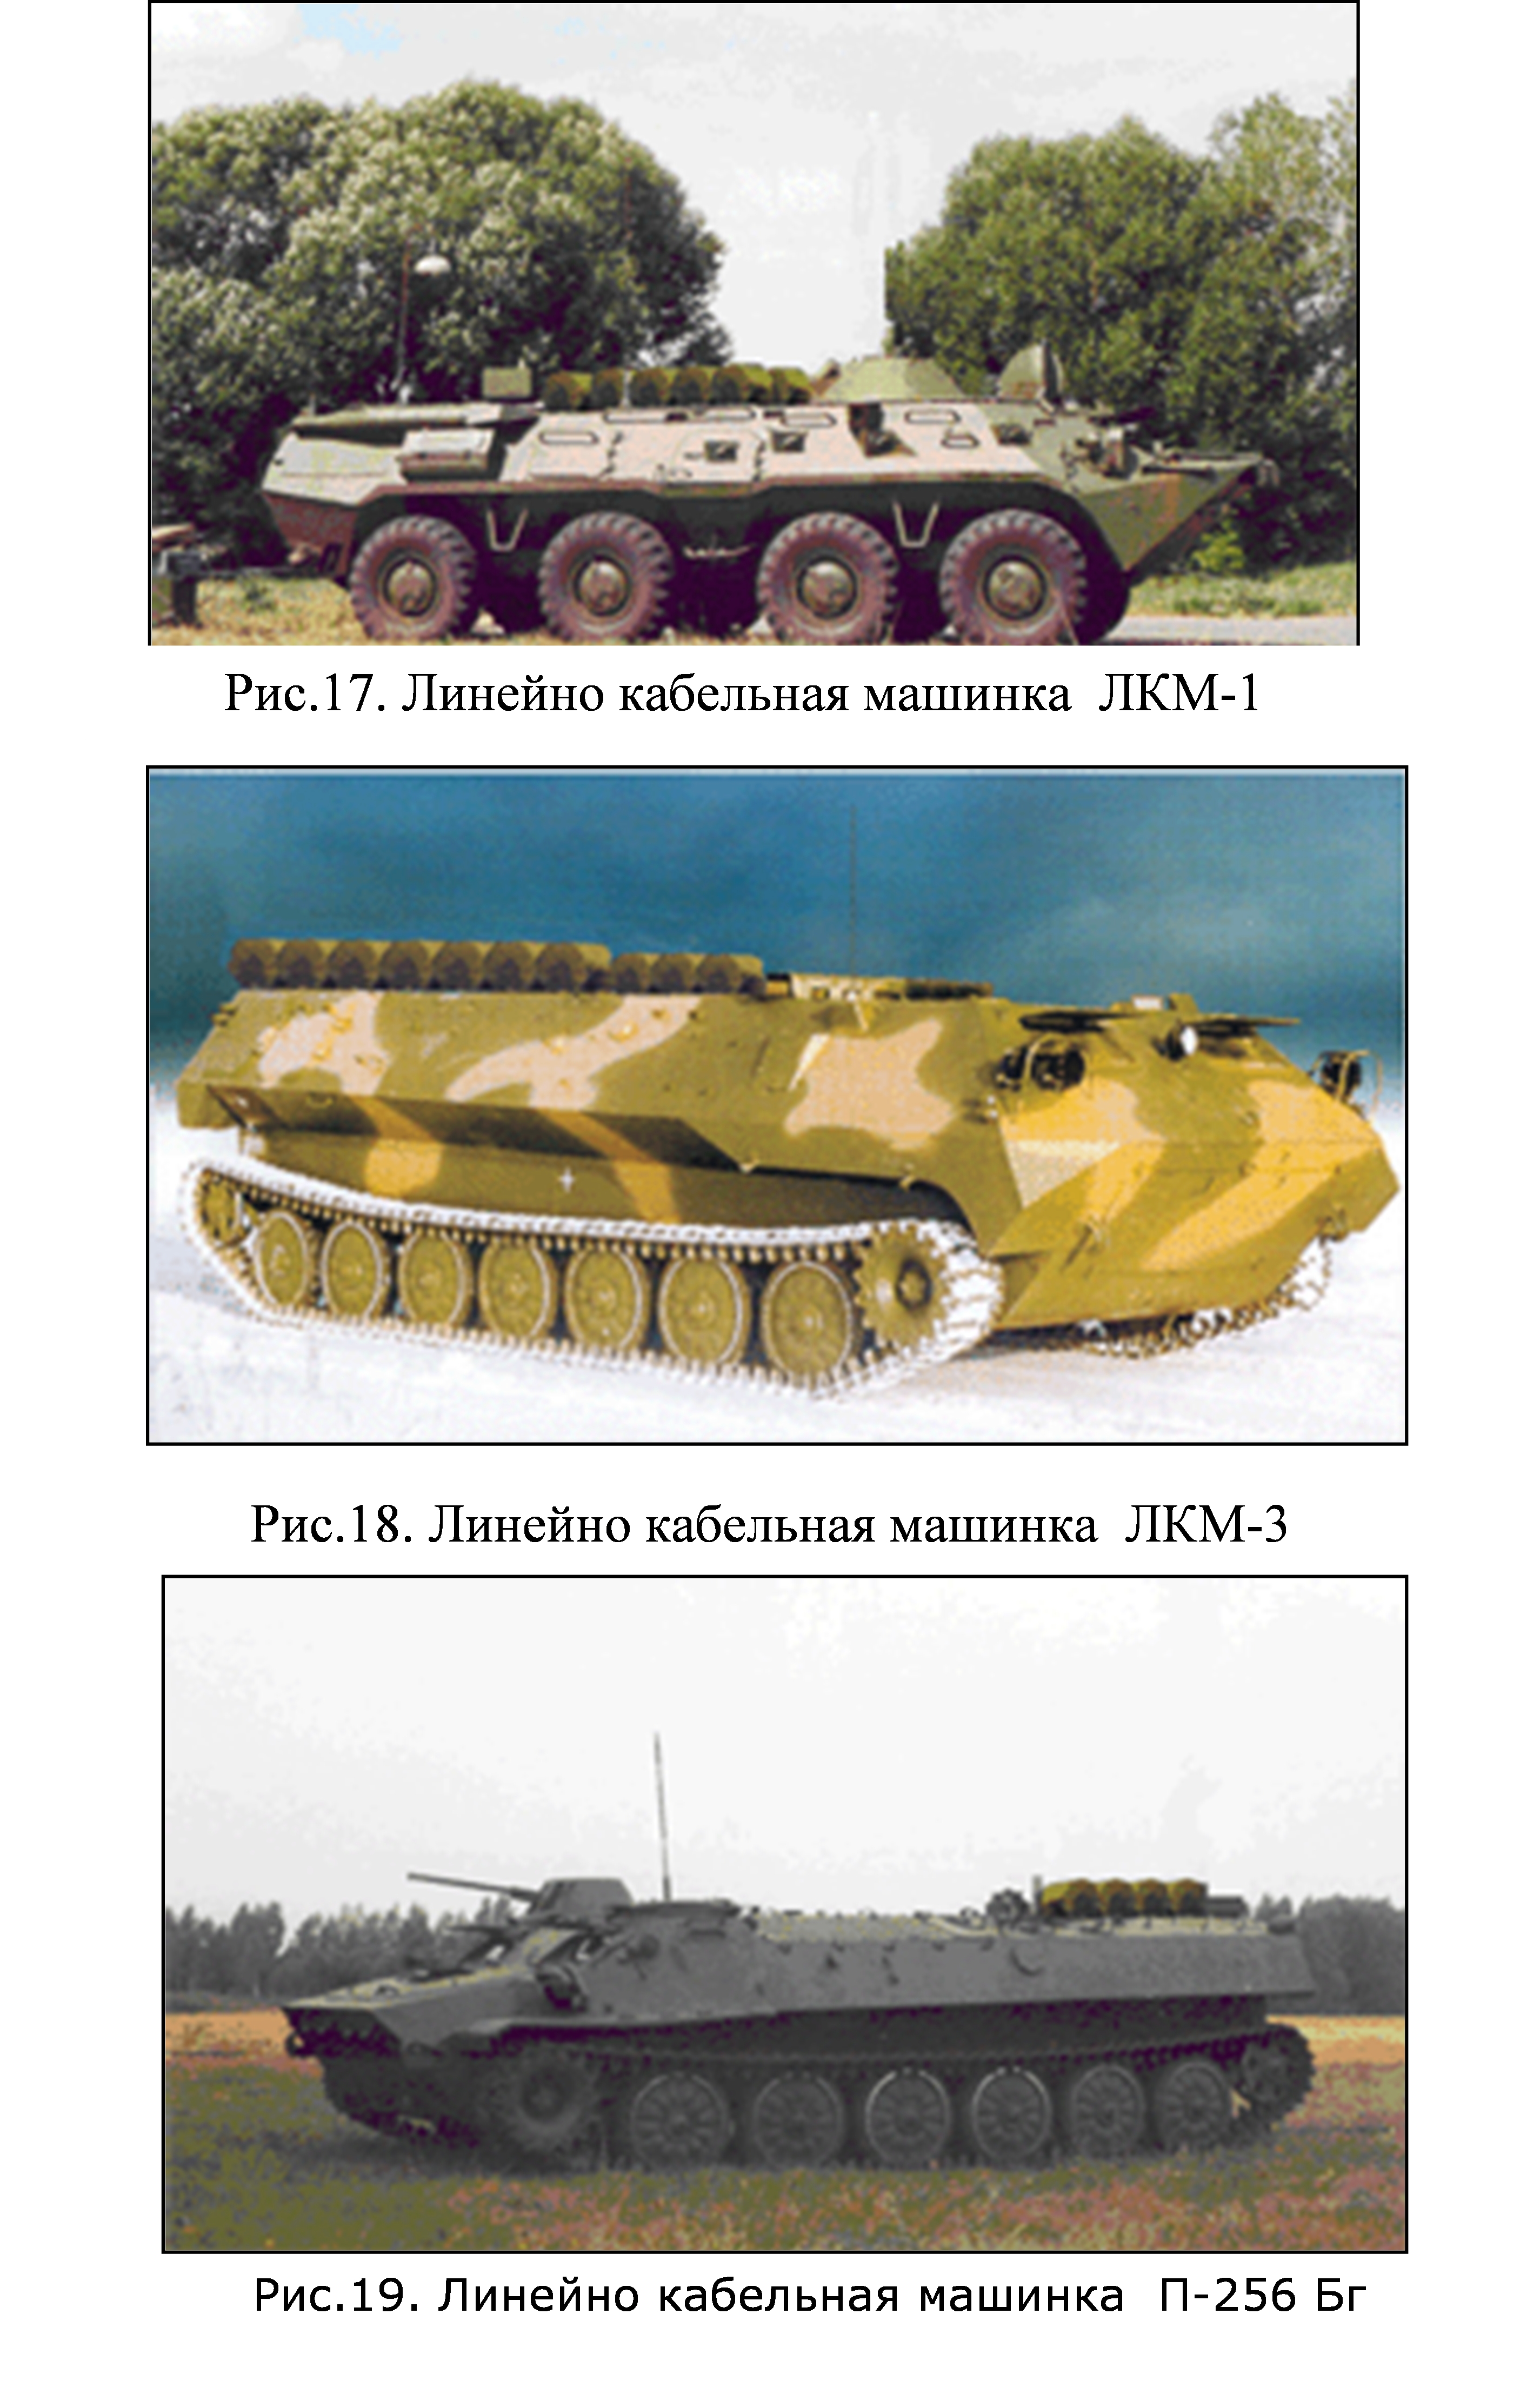 Рис.17. Линейно кабельная машинка ЛКМ-1
Рис.18. Линейно кабельная машинка ЛКМ-3
Рис.19. Линейно кабельная машинка П-256 Бг